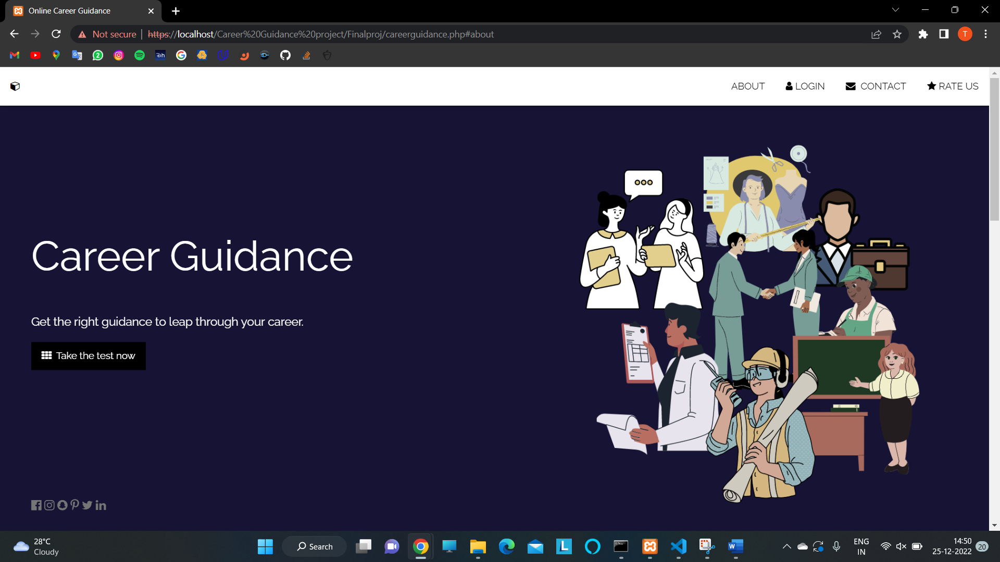 Online Career Guidance
Not secure | https://localhost/Career%20Guidance%20project/Finalproj/careerguidance.php#about
T
2
Dh
ABOUT
LOGIN
CONTACT
RATE US
Career Guidance
Get the right guidance to leap through your career.
Take the test now
28°C
Cloudy
Search
L
W
ENG
IN
14:50
25-12-2022
20